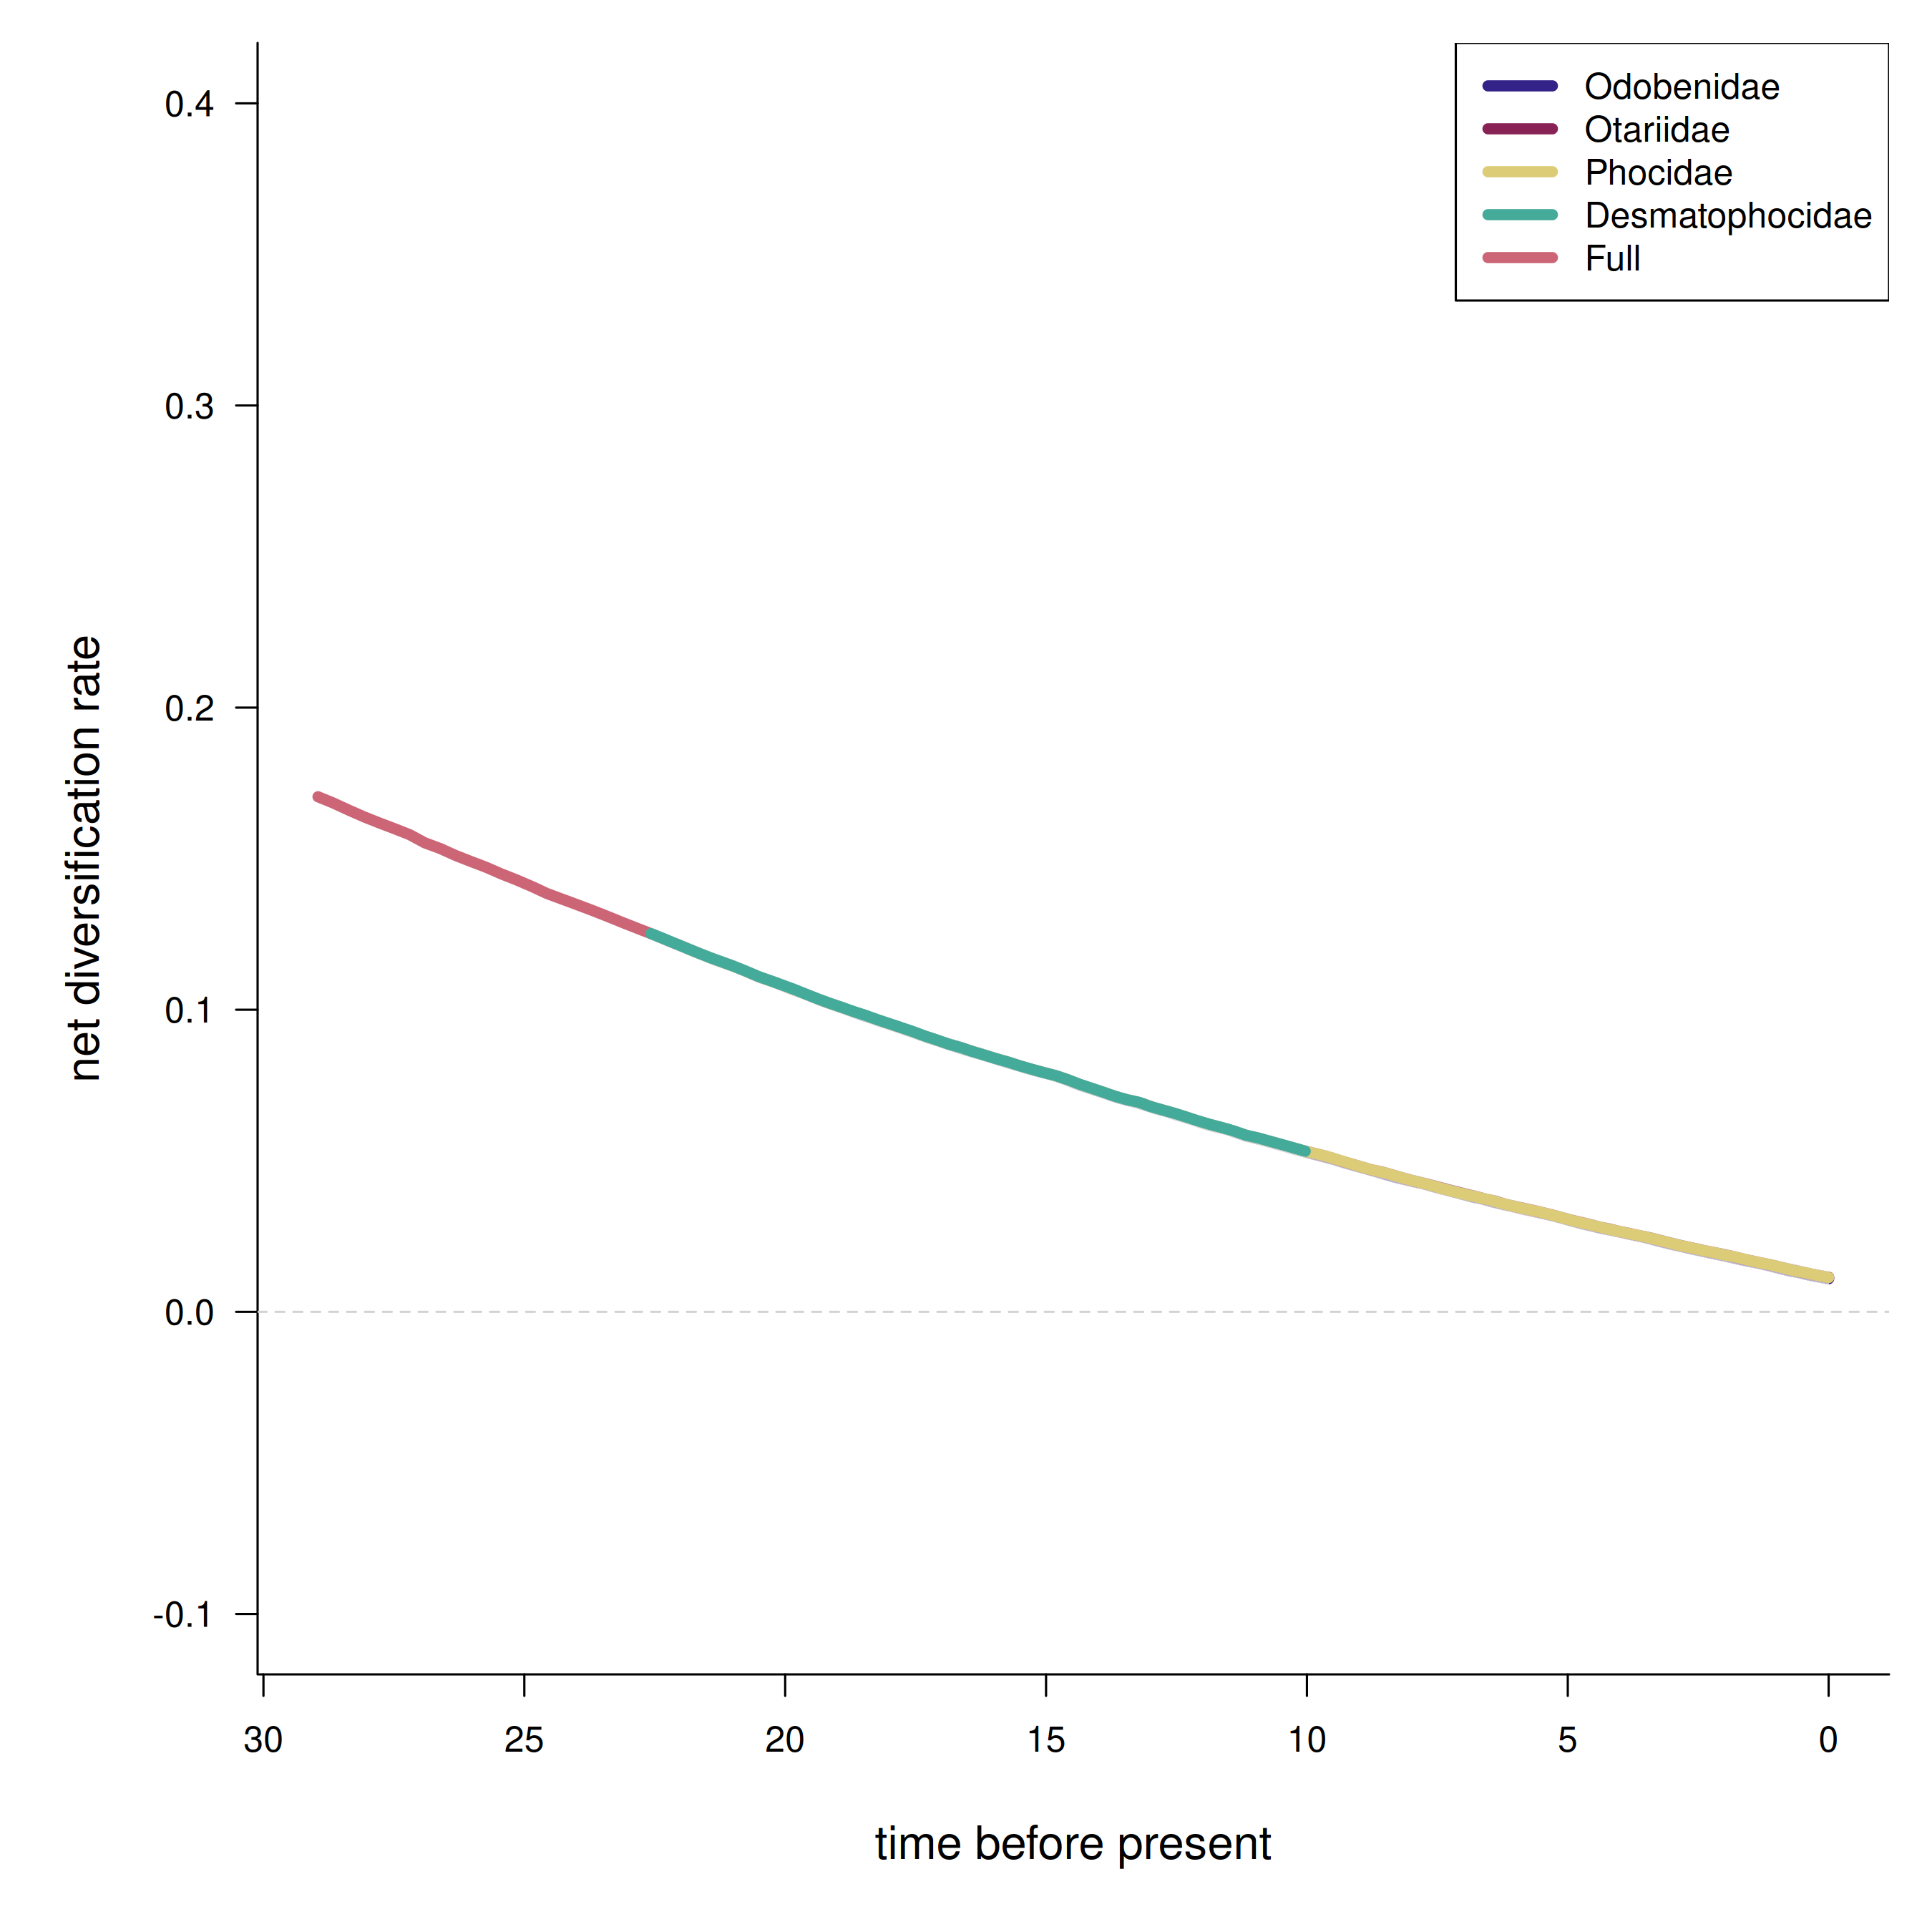 Odobenidae
Otariidae
Phocidae
Desmatophocidae
Full
net diversification rate
0.4
0.3
0.2
0.1
0.0
-0.1
30 25 20 15 10 5 0
time before present